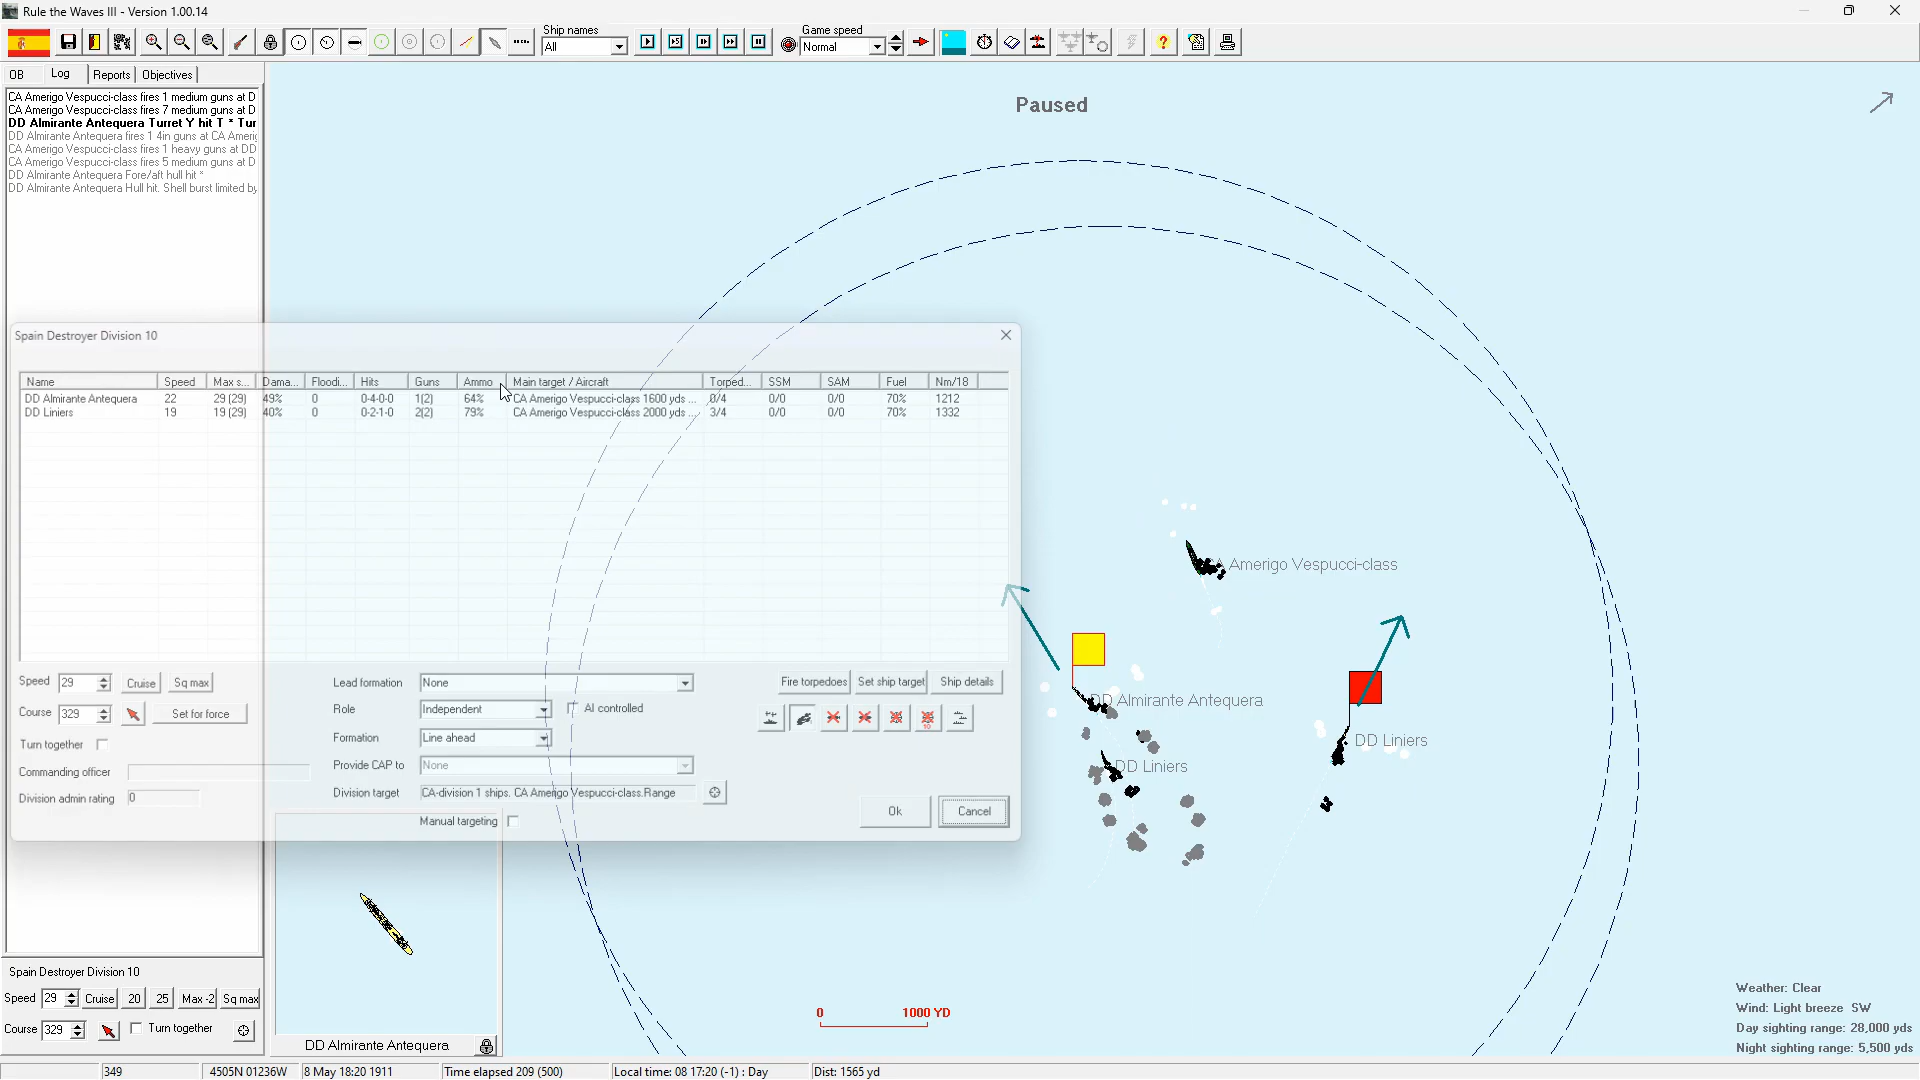 Rule the Waves III - Version 1.00.14
Ship names
All
Game speed
Normal
OB
Log
Reports
Objectives
CA Amerigo Vespucci-class fires 1 medium guns at D
CA Amerigo Vespucci-class fires 7 medium guns at D
DD Almirante Antequera Turret Y hit T * Tur
DD Almirante Antequera fires 1 4in guns at CA Ameri
CA Amerigo Vespucci-class fires 1 heavy guns at DD
CA Amerigo Vespucci-class fires 5 medium guns at D
DD Almirante Antequera Fore/aft hull hit *
DD Almirante Antequera Hull hit. Shell burst limited by
Paused
Spain Destroyer Division 10
Name Speed Max s... Dama... Floodi... Hits Guns Ammo Main target / Aircraft Torped... SSM SAM Fuel Nm/18
DD Almirante Antequera 22 29 (29) 49% 0 0-4-0-0 1(2) 64% CA Amerigo Vespucci-class 1600 yds ... 0/4 0/0 0/0 70% 1212
DD Liniers 19 19 (29) 40% 0 0-2-1-0 2(2) 79% CA Amerigo Vespucci-class 2000 yds ... 3/4 0/0 0/0 70% 1332
Speed 29 Cruise Sq max
Course 329 Set for force
Turn together
Commanding officer
Division admin rating 0
Lead formation None
Role Independent AI controlled
Formation Line ahead
Provide CAP to None
Division target CA-division 1 ships. CA Amerigo Vespucci-class.Range
Manual targeting
Fire torpedoes Set ship target Ship details
10
Ok Cancel
CA Amerigo Vespucci-class
DD Almirante Antequera
DD Liniers
DD Liniers
0 1000 YD
Weather: Clear
Wind: Light breeze SW
Day sighting range: 28,000 yds
Night sighting range: 5,500 yds
Spain Destroyer Division 10
Speed 29 Cruise 20 25 Max -2 Sq max
Course 329 Turn together
DD Almirante Antequera
349 4505N 01236W 8 May 18:20 1911 Time elapsed 209 (500) Local time: 08 17:20 (-1) : Day Dist: 1565 yd